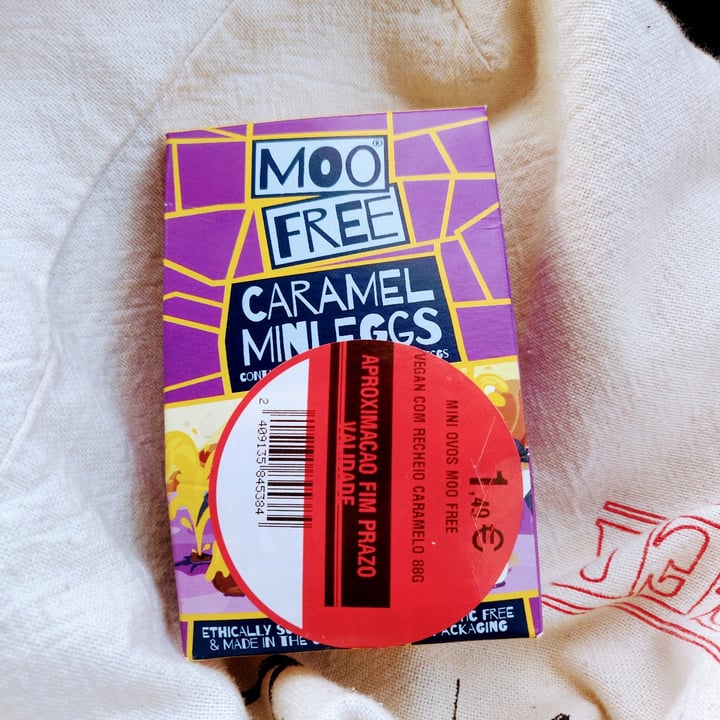 MOO®
FREE
CARAMEL
MINI EGGS
MINI OVOS MOO FREE
VEGAN COM RECHEIO CARAMELO 88G
1,49 €
APROXIMACAO FIM PRAZO
VALIDADE
2 409135 845384
ETHICALLY
FREE
& MADE IN THE
PACKAGING